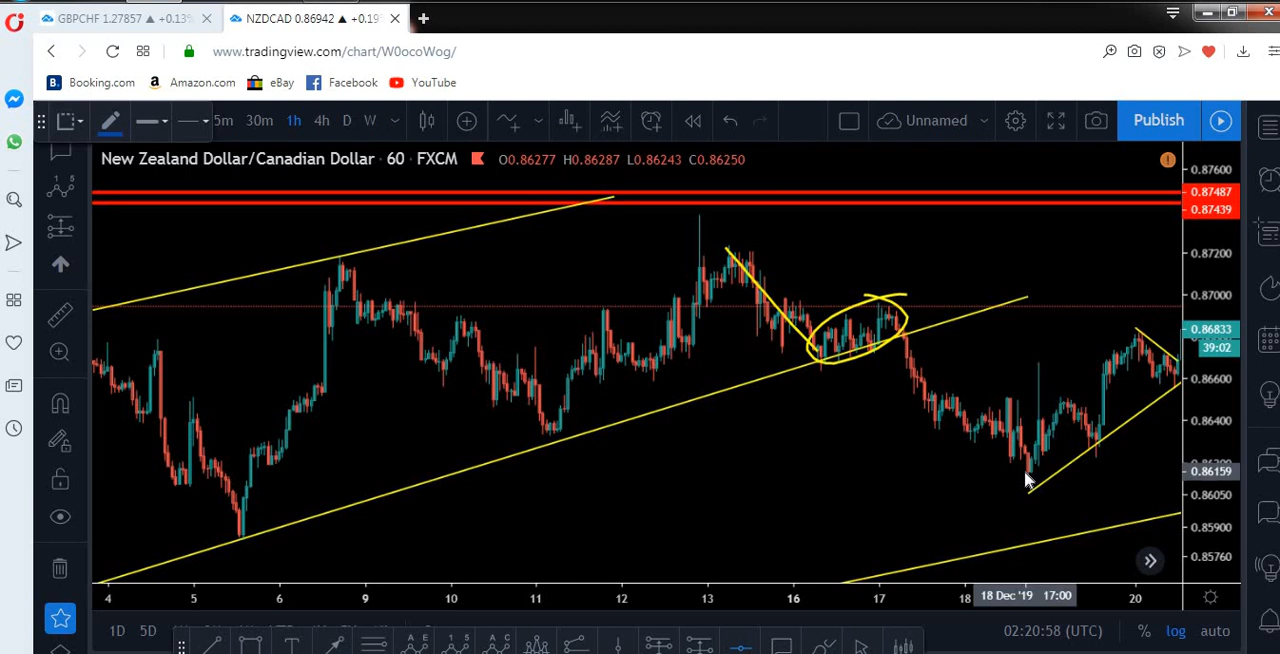 GBPCHF 1.27857 ▲ +0.13%
NZDCAD 0.86942 ▲ +0.19%
www.tradingview.com/chart/W0ocoWog/
Booking.com Amazon.com eBay Facebook YouTube
5m 30m 1h 4h D W Unnamed Publish
New Zealand Dollar/Canadian Dollar · 60 · FXCM O0.86277 H0.86287 L0.86243 C0.86250
0.87600
0.87487
0.87439
0.87200
0.87000
0.86833
39:02
0.86600
0.86400
0.86159
0.86050
0.85900
0.85760
4 5 6 9 10 11 12 13 16 17 18 18 Dec '19 17:00 20
1D 5D 02:20:58 (UTC) % log auto